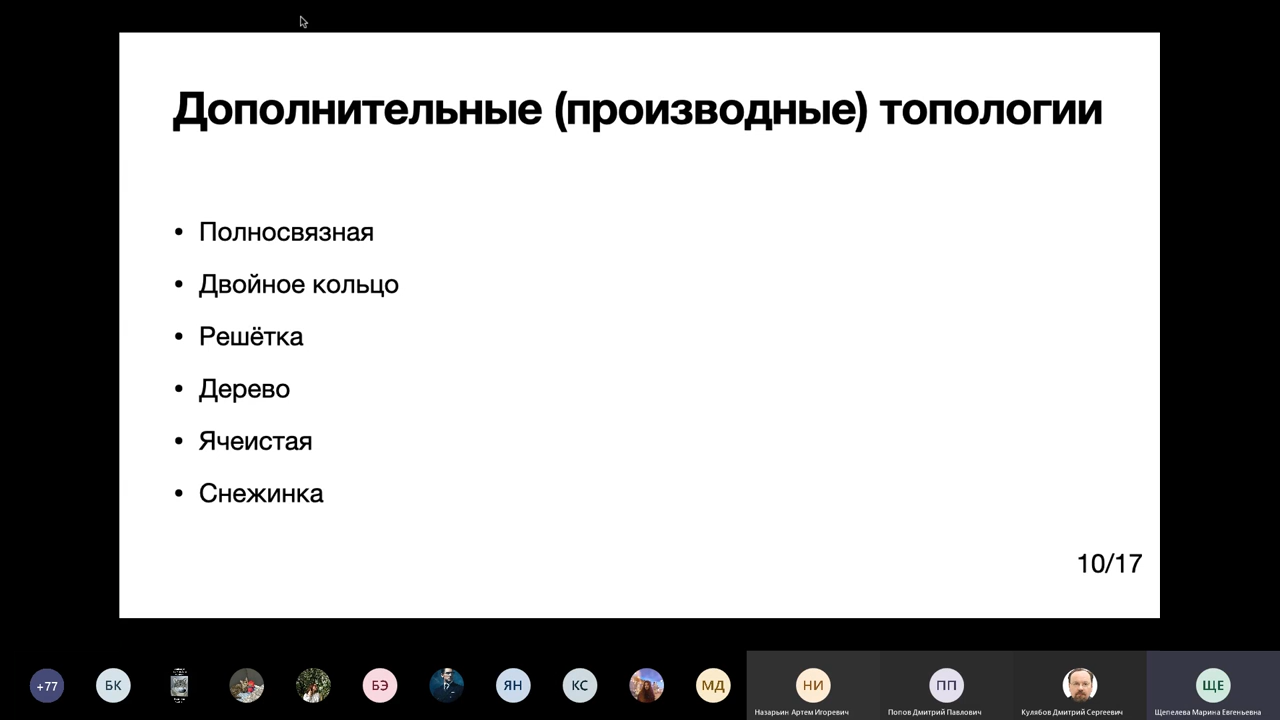 Дополнительные (производные) топологии
• Полносвязная
• Двойное кольцо
• Решётка
• Дерево
• Ячеистая
• Снежинка
10/17
+77
БК
БЭ
ЯН
КС
МД
НИ
ПП
ЩЕ
Назарьин Артем Игоревич
Попов Дмитрий Павлович
Кулябов Дмитрий Сергеевич
Щепелева Марина Евгеньевна